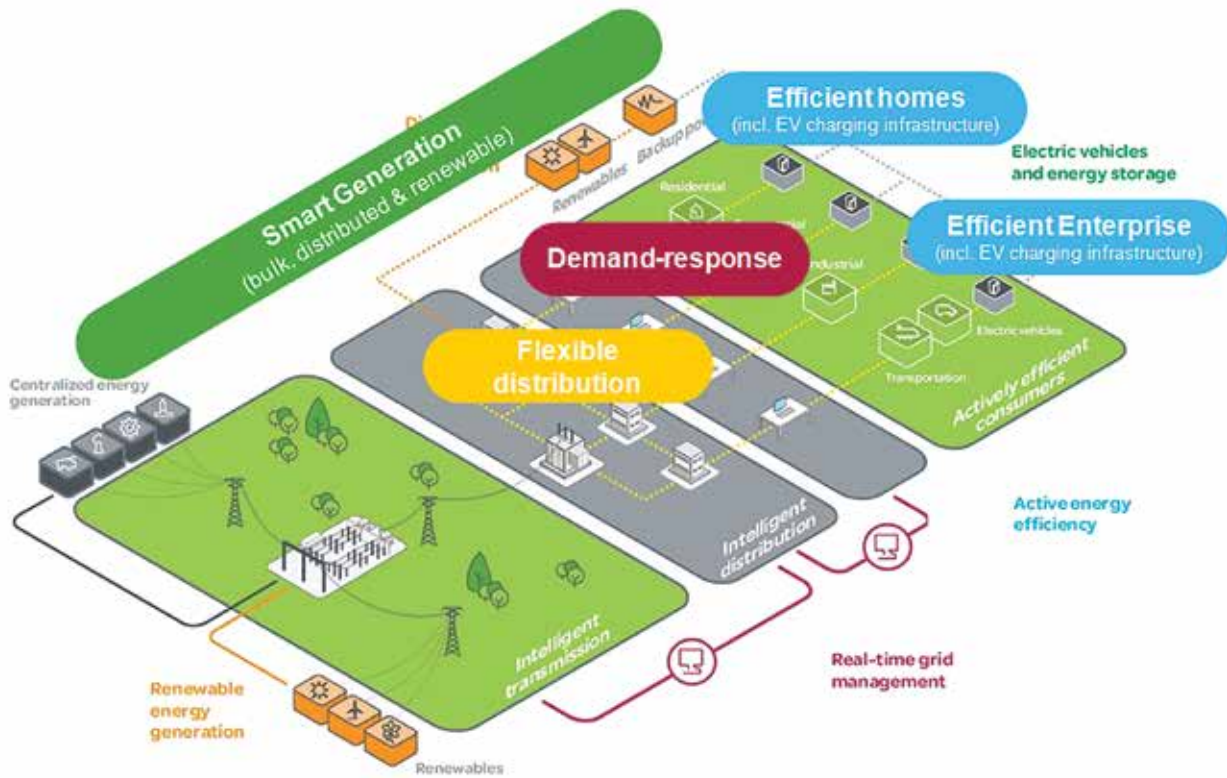 Efficient homes
(incl. EV charging infrastructure)
Smart Generation
(bulk, distributed & renewable)
Renewables
Backup
Electric vehicles
and energy storage
Residential
Efficient Enterprise
(incl. EV charging infrastructure)
Demand-response
Flexible
distribution
Electric vehicles
Transportation
Actively efficient
consumers
Centralized energy
generation
Active energy
efficiency
Intelligent
distribution
Intelligent
transmission
Real-time grid
management
Renewable
energy
generation
Renewables